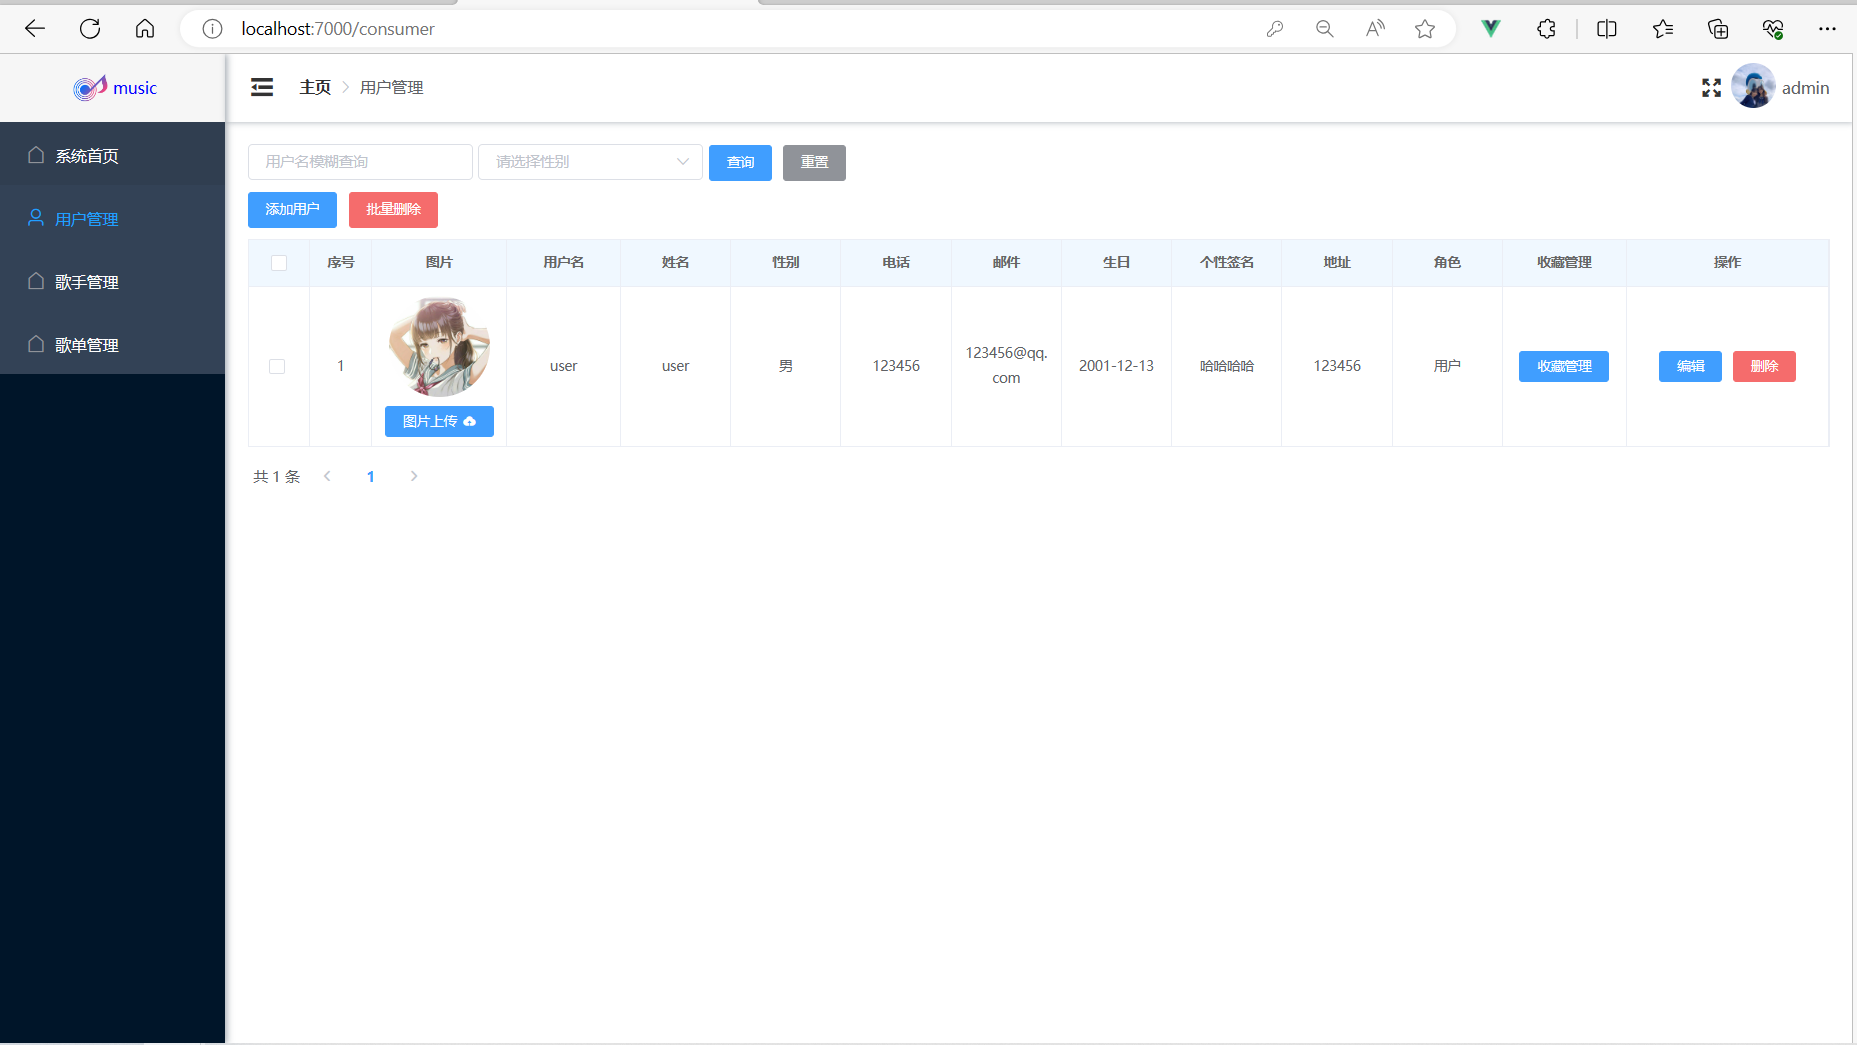 localhost:7000/consumer
music
主页 用户管理
admin
系统首页
用户管理
歌手管理
歌单管理
用户名模糊查询 请选择性别 查询 重置
添加用户 批量删除
序号 图片 用户名 姓名 性别 电话 邮件 生日 个性签名 地址 角色 收藏管理 操作
1 user user 男 123456 123456@qq.com 2001-12-13 哈哈哈哈 123456 用户 收藏管理 编辑 删除
图片上传
共 1 条 1